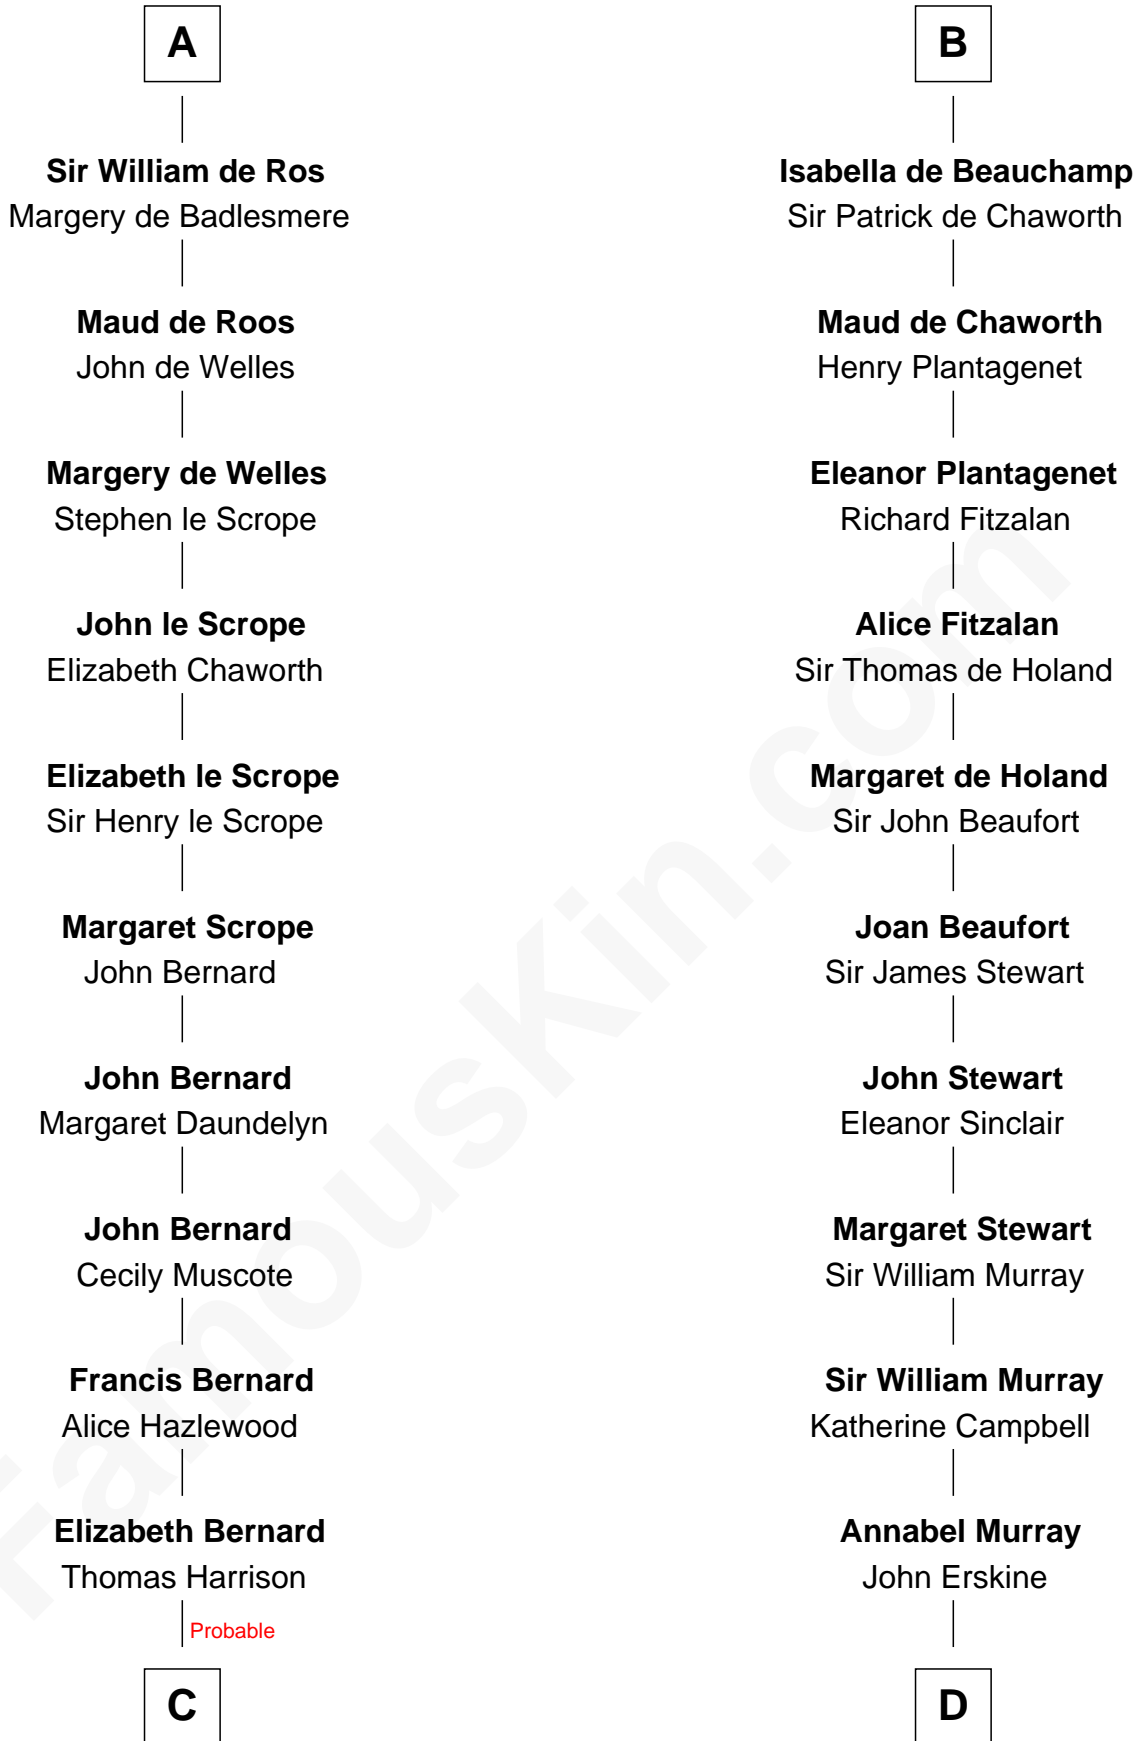 A
Sir William de Ros
Margery de Badlesmere
Maud de Roos
John de Welles
Margery de Welles
Stephen le Scrope
John le Scrope
Elizabeth Chaworth
Elizabeth le Scrope
Sir Henry le Scrope
Margaret Scrope
John Bernard
John Bernard
Margaret Daundelyn
John Bernard
Cecily Muscote
Francis Bernard
Alice Hazlewood
Elizabeth Bernard
Thomas Harrison
Probable
C
B
Isabella de Beauchamp
Sir Patrick de Chaworth
Maud de Chaworth
Henry Plantagenet
Eleanor Plantagenet
Richard Fitzalan
Alice Fitzalan
Sir Thomas de Holand
Margaret de Holand
Sir John Beaufort
Joan Beaufort
Sir James Stewart
John Stewart
Eleanor Sinclair
Margaret Stewart
Sir William Murray
Sir William Murray
Katherine Campbell
Annabel Murray
John Erskine
D
FamousKin.com